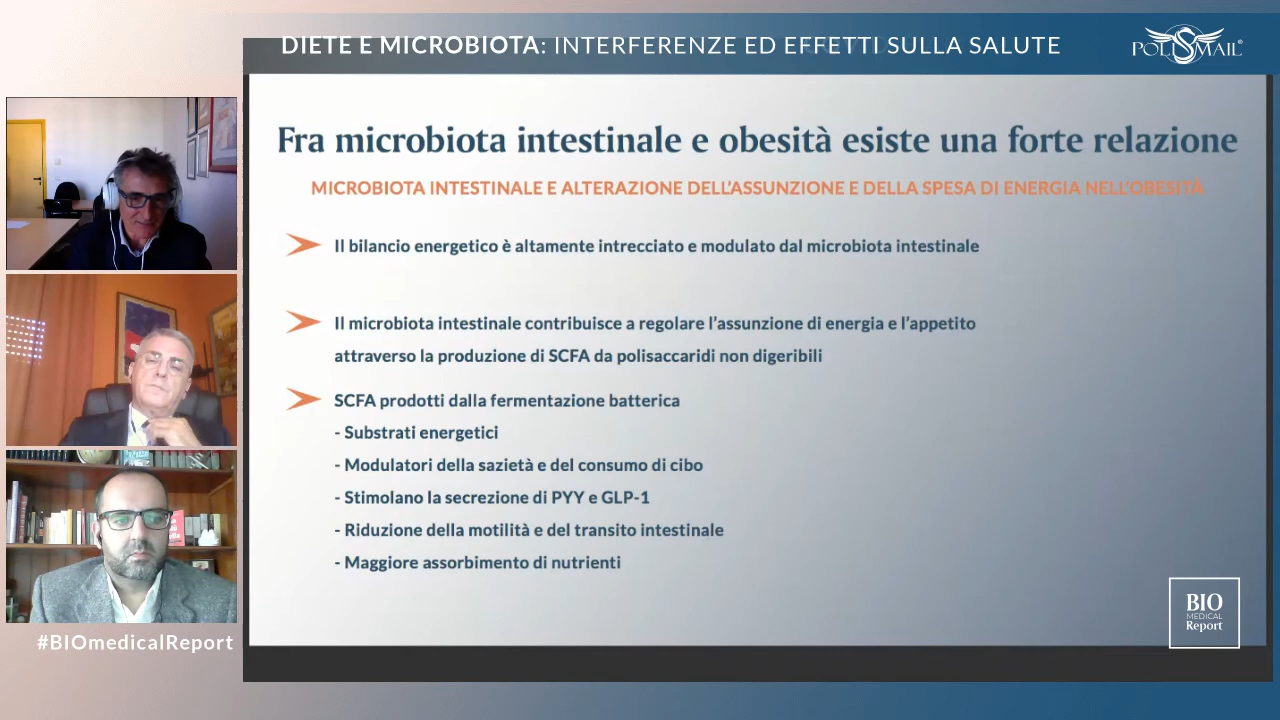 DIETE E MICROBIOTA: INTERFERENZE ED EFFETTI SULLA SALUTE
POLISMAIL®
Fra microbiota intestinale e obesità esiste una forte relazione
MICROBIOTA INTESTINALE E ALTERAZIONE DELL'ASSUNZIONE E DELLA SPESA DI ENERGIA NELL'OBESITÀ
Il bilancio energetico è altamente intrecciato e modulato dal microbiota intestinale
Il microbiota intestinale contribuisce a regolare l'assunzione di energia e l'appetito
attraverso la produzione di SCFA da polisaccaridi non digeribili
SCFA prodotti dalla fermentazione batterica
- Substrati energetici
- Modulatori della sazietà e del consumo di cibo
- Stimolano la secrezione di PYY e GLP-1
- Riduzione della motilità e del transito intestinale
- Maggiore assorbimento di nutrienti
BIO
MEDICAL
Report
#BIOmedicalReport